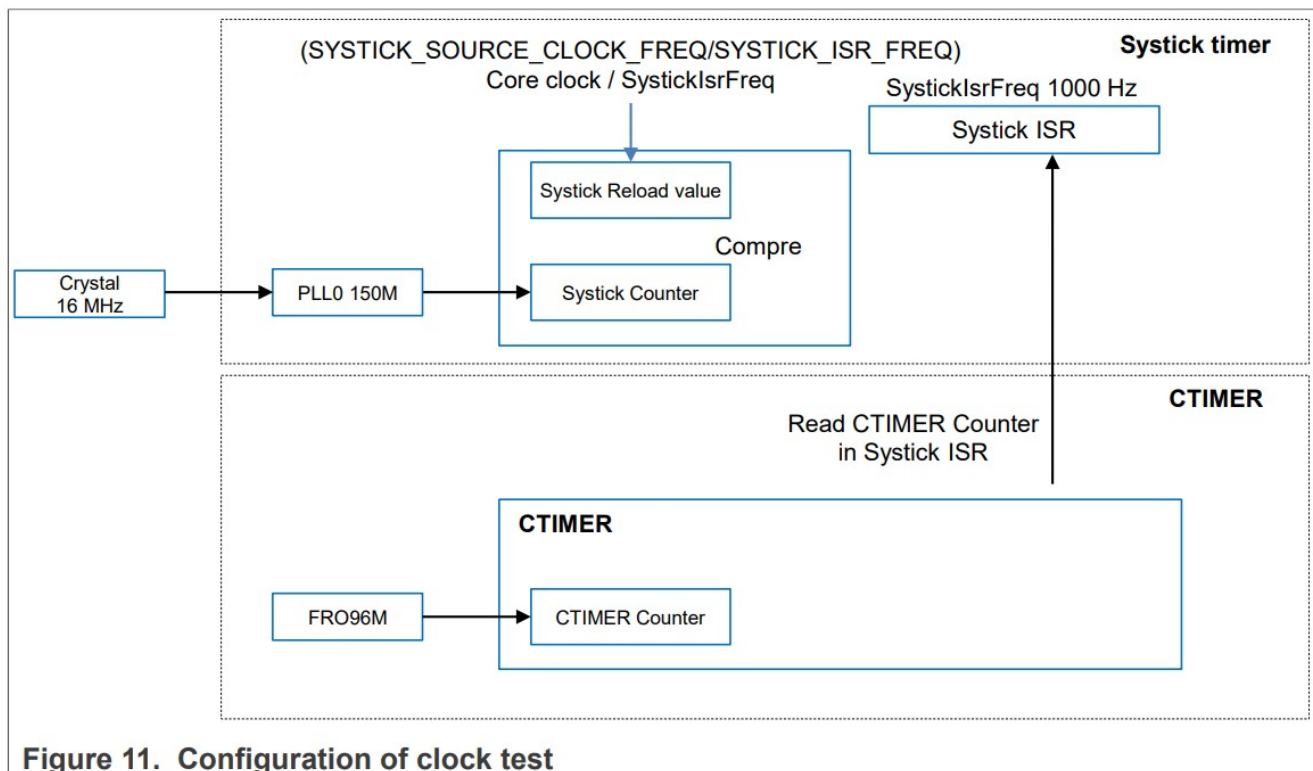 (SYSTICK_SOURCE_CLOCK_FREQ/SYSTICK_ISR_FREQ)
Core clock / SystickIsrFreq
Systick timer
SystickIsrFreq 1000 Hz
Systick ISR
Systick Reload value
Compre
Crystal
16 MHz
PLL0 150M
Systick Counter
CTIMER
Read CTIMER Counter
in Systick ISR
CTIMER
FRO96M
CTIMER Counter
Figure 11. Configuration of clock test